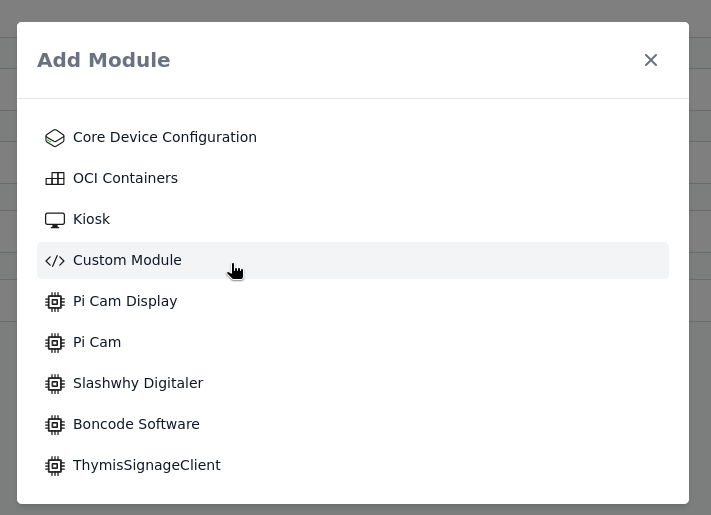 Add Module
Core Device Configuration
OCI Containers
Kiosk
Custom Module
Pi Cam Display
Pi Cam
Slashwhy Digitaler
Boncode Software
ThymisSignageClient